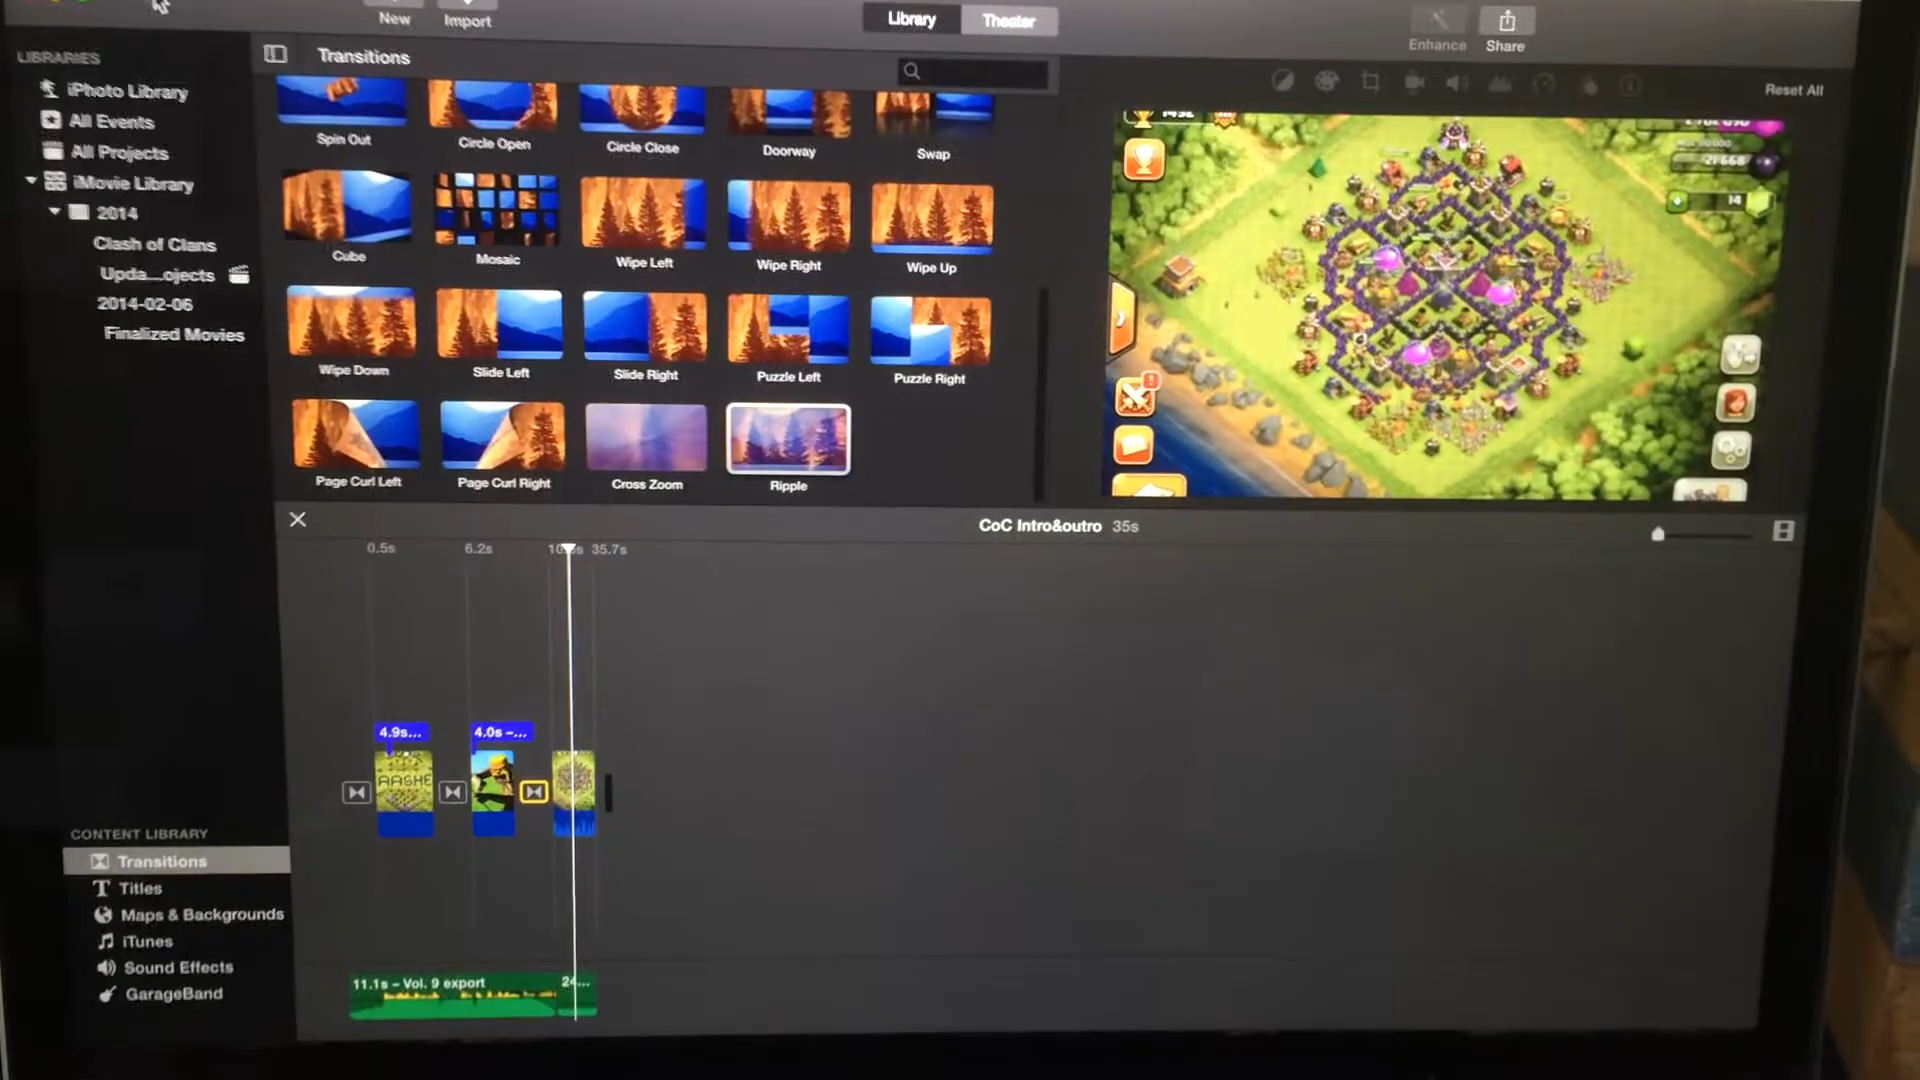 New
Import
Library
Theater
Enhance
Share
LIBRARIES
iPhoto Library
All Events
All Projects
iMovie Library
2014
Clash of Clans
Upda...ojects
2014-02-06
Finalized Movies
Transitions
Reset All
Spin Out
Circle Open
Circle Close
Doorway
Swap
Cube
Mosaic
Wipe Left
Wipe Right
Wipe Up
Wipe Down
Slide Left
Slide Right
Puzzle Left
Puzzle Right
Page Curl Left
Page Curl Right
Cross Zoom
Ripple
14
CoC Intro&outro 35s
0.5s
6.2s
35.7s
4.9s...
4.0s –...
AASHE
11.1s – Vol. 9 export
24...
CONTENT LIBRARY
Transitions
Titles
Maps & Backgrounds
iTunes
Sound Effects
GarageBand